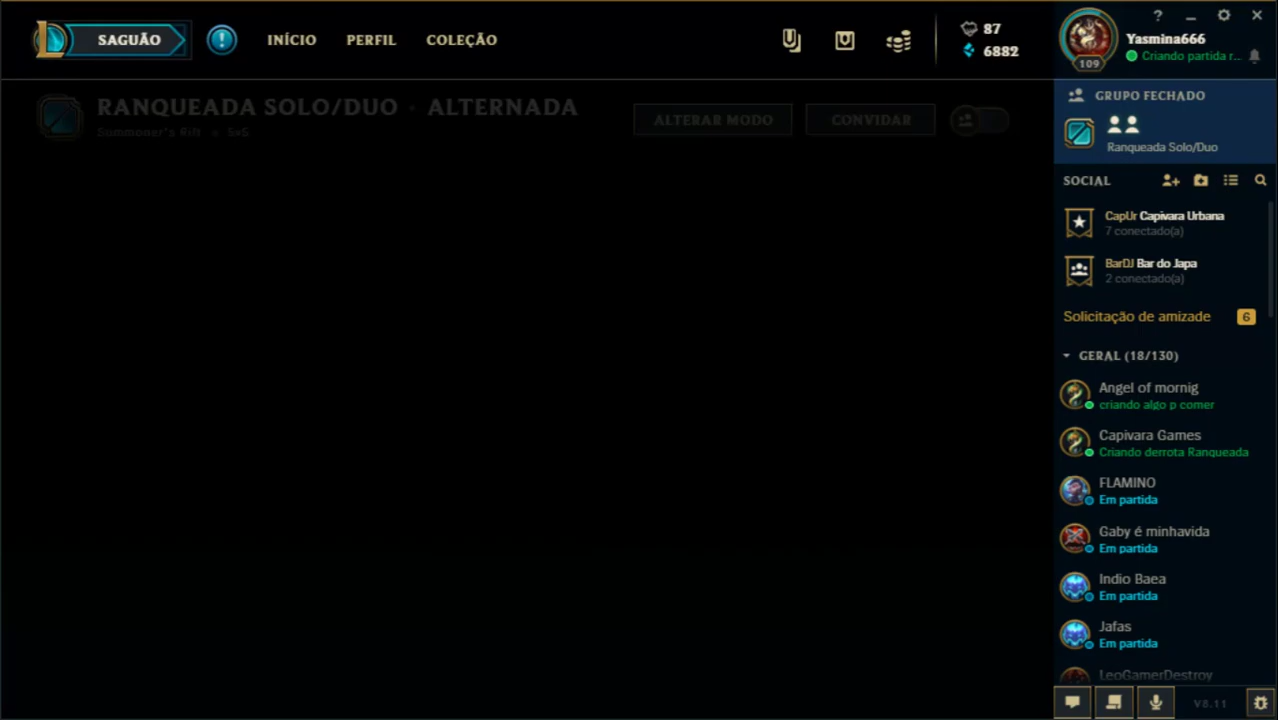 SAGUÃO
INÍCIO
PERFIL
COLEÇÃO
87
6882
?
109
Yasmina666
Criando partida r...
RANQUEADA SOLO/DUO · ALTERNADA
Summoner's Rift • 5v5
ALTERAR MODO
CONVIDAR
GRUPO FECHADO
Ranqueada Solo/Duo
SOCIAL
CapUr Capivara Urbana
7 conectado(a)
BarDJ Bar do Japa
2 conectado(a)
Solicitação de amizade 6
GERAL (18/130)
Angel of mornig
criando algo p comer
Capivara Games
Criando derrota Ranqueada
FLAMINO
Em partida
Gaby é minhavida
Em partida
Indio Baea
Em partida
Jafas
Em partida
LeoGamerDestroy
V8.11